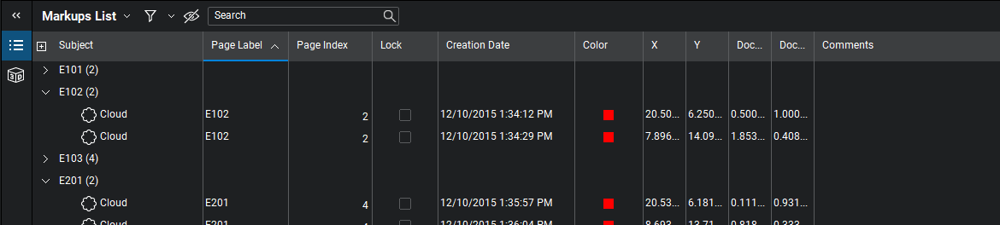 Markups List Search
Subject Page Label Page Index Lock Creation Date Color X Y Doc... Doc... Comments
E101 (2)
E102 (2)
Cloud E102 2 12/10/2015 1:34:12 PM 20.50... 6.250... 0.500... 1.000...
Cloud E102 2 12/10/2015 1:34:29 PM 7.896... 14.09... 1.853... 0.408...
E103 (4)
E201 (2)
Cloud E201 4 12/10/2015 1:35:57 PM 20.53... 6.181... 0.111... 0.931...
Cloud E201 4 12/10/2015 1:36:04 PM 8.693... 13.71... 0.818... 0.333...